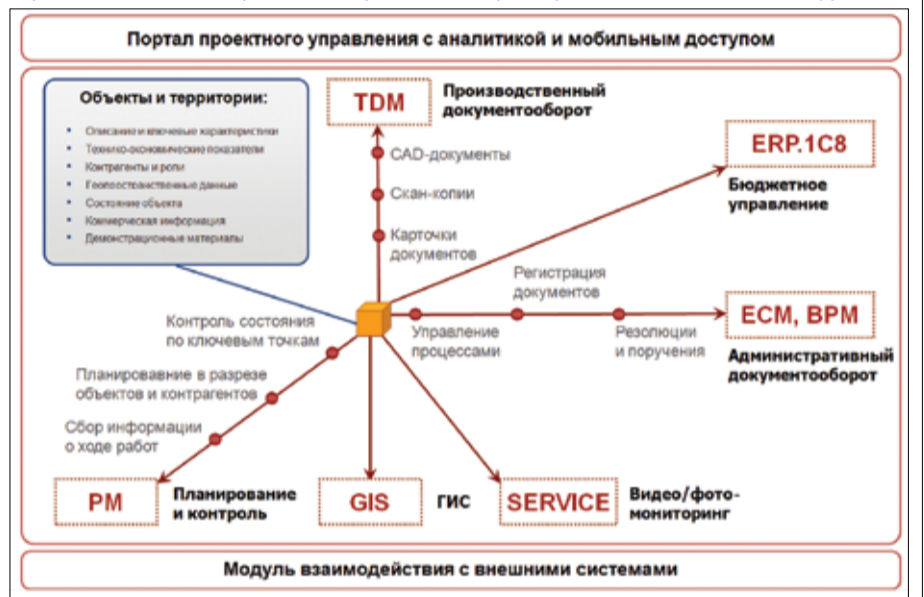 Портал проектного управления с аналитикой и мобильным доступом
Объекты и территории:
• Описание и ключевые характеристики
• Технико-экономические показатели
• Контрагенты и роли
• Геопространственные данные
• Состояние объекта
• Коммерческая информация
• Демонстрационные материалы
TDM
Производственный
документооборот
CAD-документы
Скан-копии
Карточки
документов
ERP.1C8
Бюджетное
управление
Регистрация
документов
Управление
процессами
Резолюции
и поручения
ECM, BPM
Административный
документооборот
Контроль состояния
по ключевым точкам
Планировавние в разрезе
объектов и контрагентов
Сбор информации
о ходе работ
PM
Планирование
и контроль
GIS
ГИС
SERVICE
Видео/фото-
мониторинг
Модуль взаимодействия с внешними системами